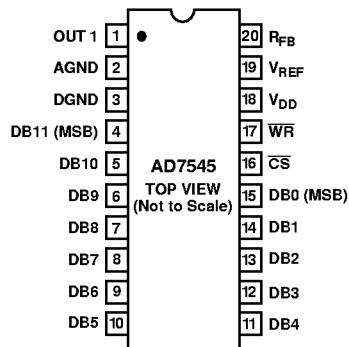 OUT 1 1 20 RFB
AGND 2 19 VREF
DGND 3 18 VDD
DB11 (MSB) 4 17 WR
DB10 5 16 CS
DB9 6 15 DB0 (MSB)
DB8 7 14 DB1
DB7 8 13 DB2
DB6 9 12 DB3
DB5 10 11 DB4
AD7545
TOP VIEW
(Not to Scale)